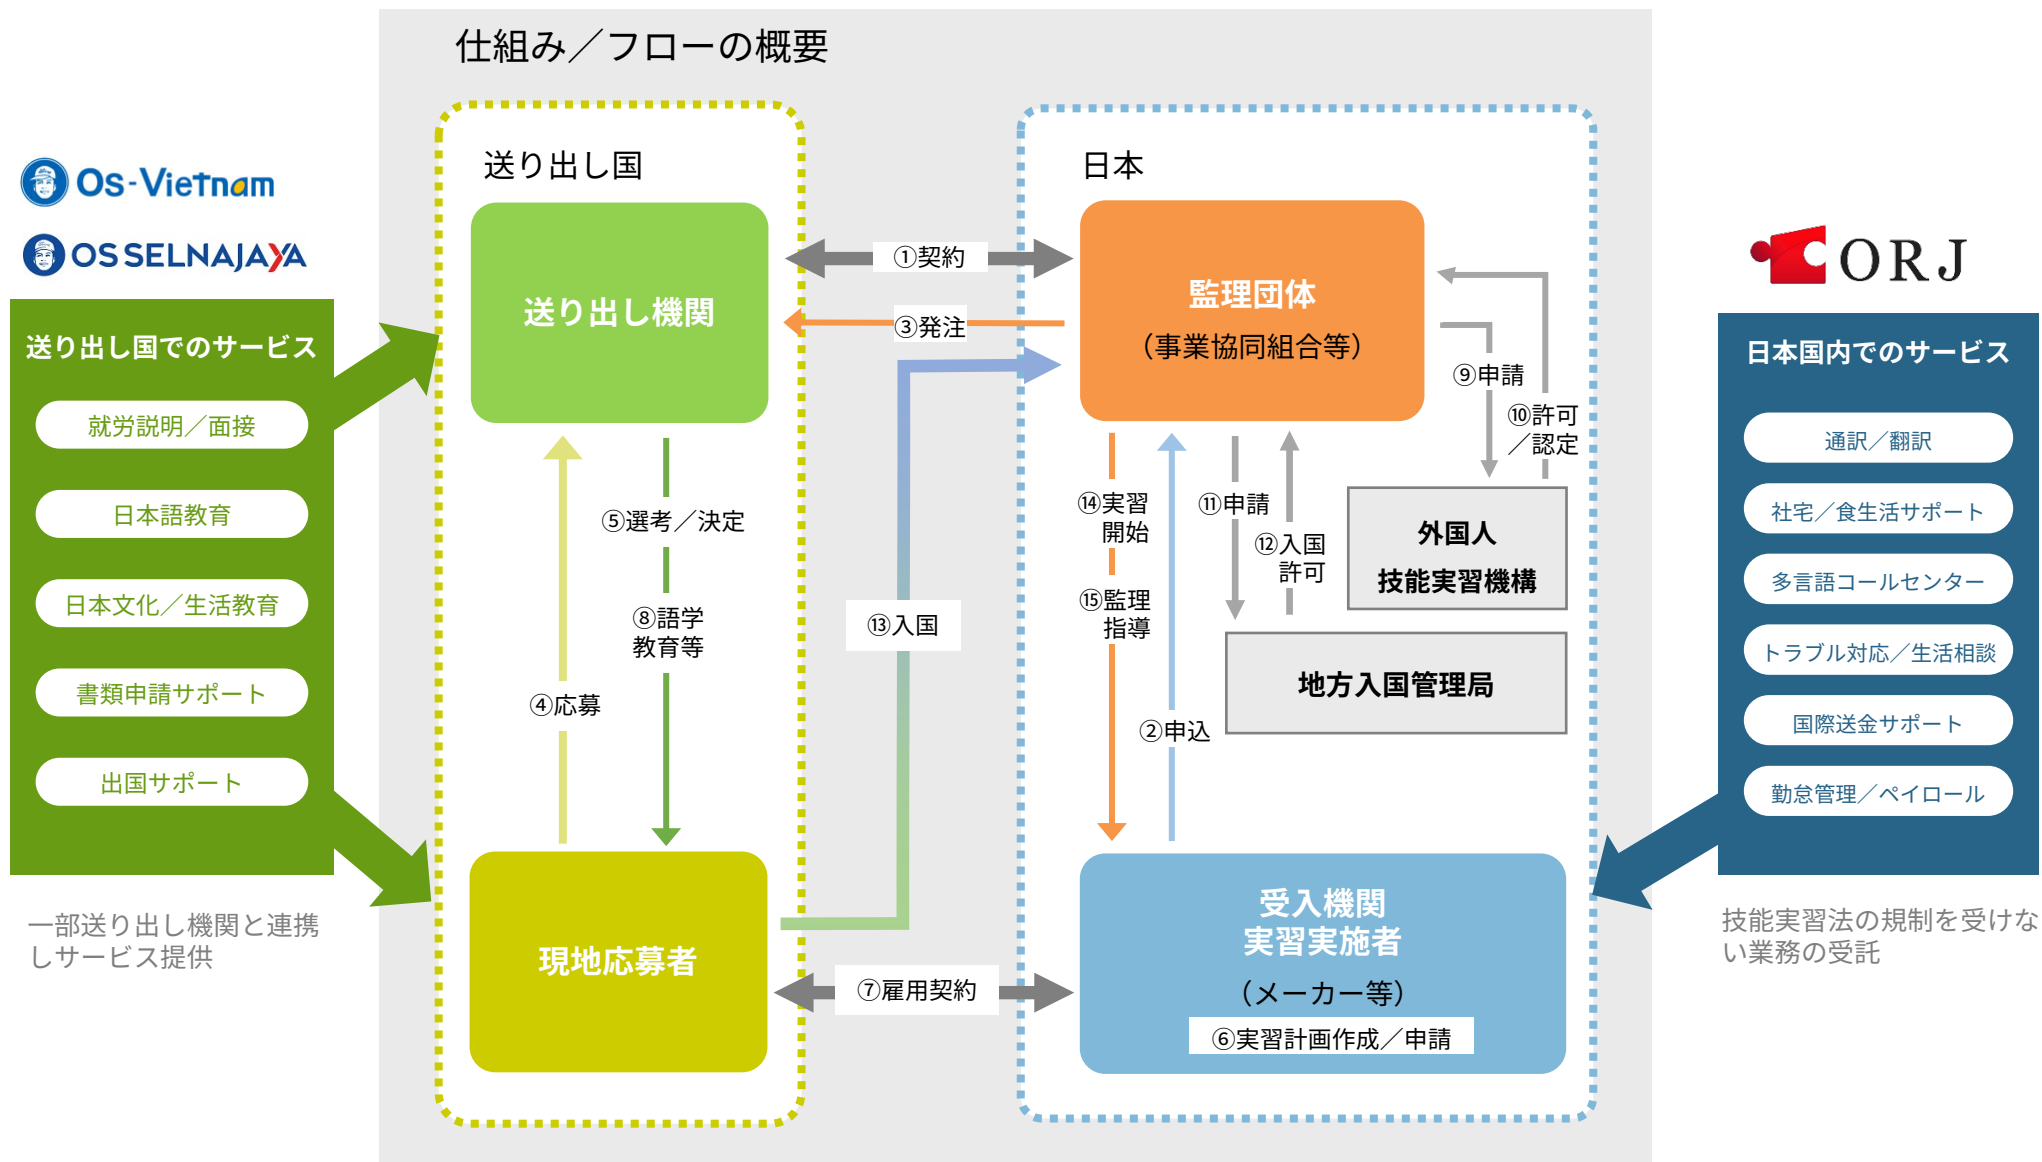 仕組み／フローの概要
Os-Vietnam
OS SELNAJAYA
送り出し国でのサービス
就労説明／面接
日本語教育
日本文化／生活教育
書類申請サポート
出国サポート
一部送り出し機関と連携
しサービス提供
送り出し国
送り出し機関
⑤選考／決定
⑧語学
教育等
④応募
現地応募者
①契約
③発注
⑬入国
⑦雇用契約
日本
監理団体
（事業協同組合等）
⑨申請
⑩許可
／認定
⑭実習
開始
⑪申請
⑫入国
許可
⑮監理
指導
②申込
外国人
技能実習機構
地方入国管理局
受入機関
実習実施者
（メーカー等）
⑥実習計画作成／申請
ORJ
日本国内でのサービス
通訳／翻訳
社宅／食生活サポート
多言語コールセンター
トラブル対応／生活相談
国際送金サポート
勤怠管理／ペイロール
技能実習法の規制を受けな
い業務の受託